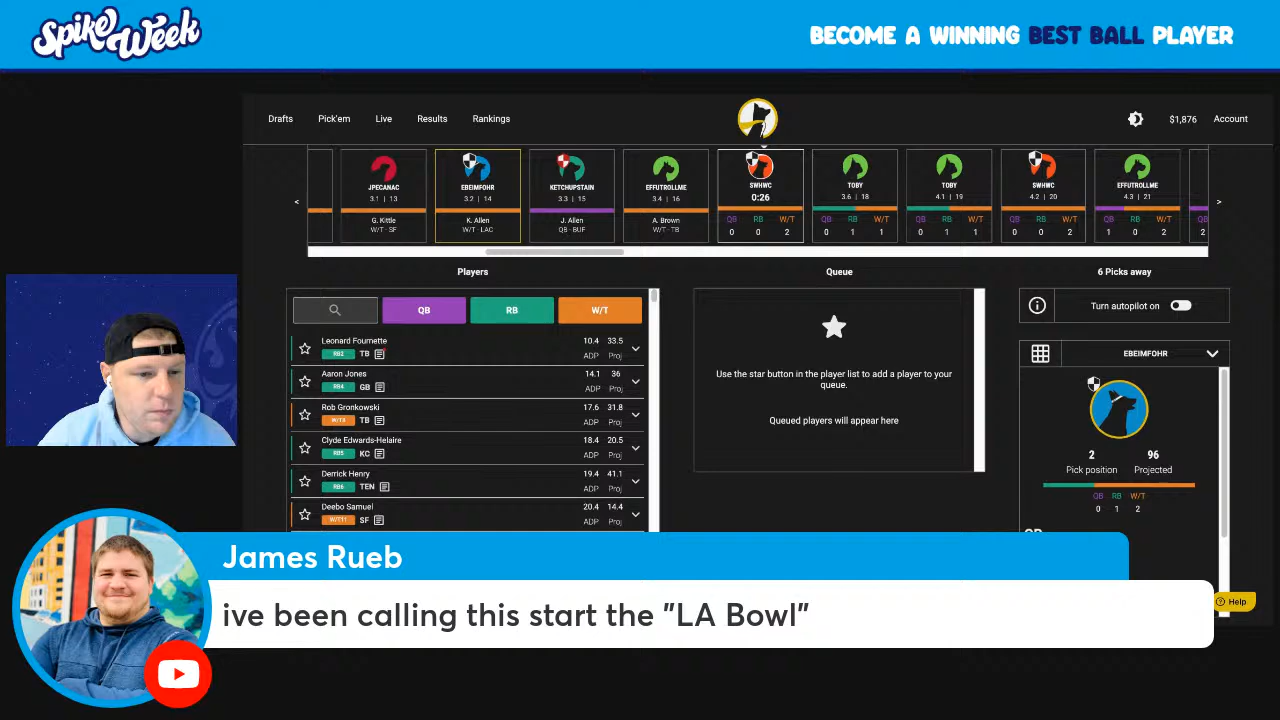 Spike Week
BECOME A WINNING BEST BALL PLAYER
Drafts Pick'em Live Results Rankings $1,876 Account
< JPECANAC EBEIMFOHR KETCHUPSTAIN EFFUTROLLME SWHWC TOBY TOBY SWHWC EFFUTROLLME >
3.1 | 13 3.2 | 14 3.3 | 15 3.4 | 16 0:26 3.6 | 18 4.1 | 19 4.2 | 20 4.3 | 21
G. Kittle K. Allen J. Allen A. Brown QB RB W/T QB RB W/T QB RB W/T QB RB W/T QB RB W/T
W/T - SF W/T - LAC QB - BUF W/T - TB 0 0 2 0 1 1 0 1 1 0 0 2 1 0 2 2
Players Queue 6 Picks away
QB RB W/T
Turn autopilot on
Leonard Fournette 10.4 33.5
RB2 TB ADP Proj
Aaron Jones 14.1 36
RB4 GB ADP Proj
Rob Gronkowski 17.6 31.8
W/T8 TB ADP Proj
Clyde Edwards-Helaire 18.4 20.5
RB5 KC ADP Proj
Derrick Henry 19.4 41.1
RB6 TEN ADP Proj
Deebo Samuel 20.4 14.4
W/T11 SF ADP Proj
Use the star button in the player list to add a player to your
queue.
Queued players will appear here
EBEIMFOHR
2 96
Pick position Projected
QB RB W/T
0 1 2
James Rueb
ive been calling this start the "LA Bowl"
Help